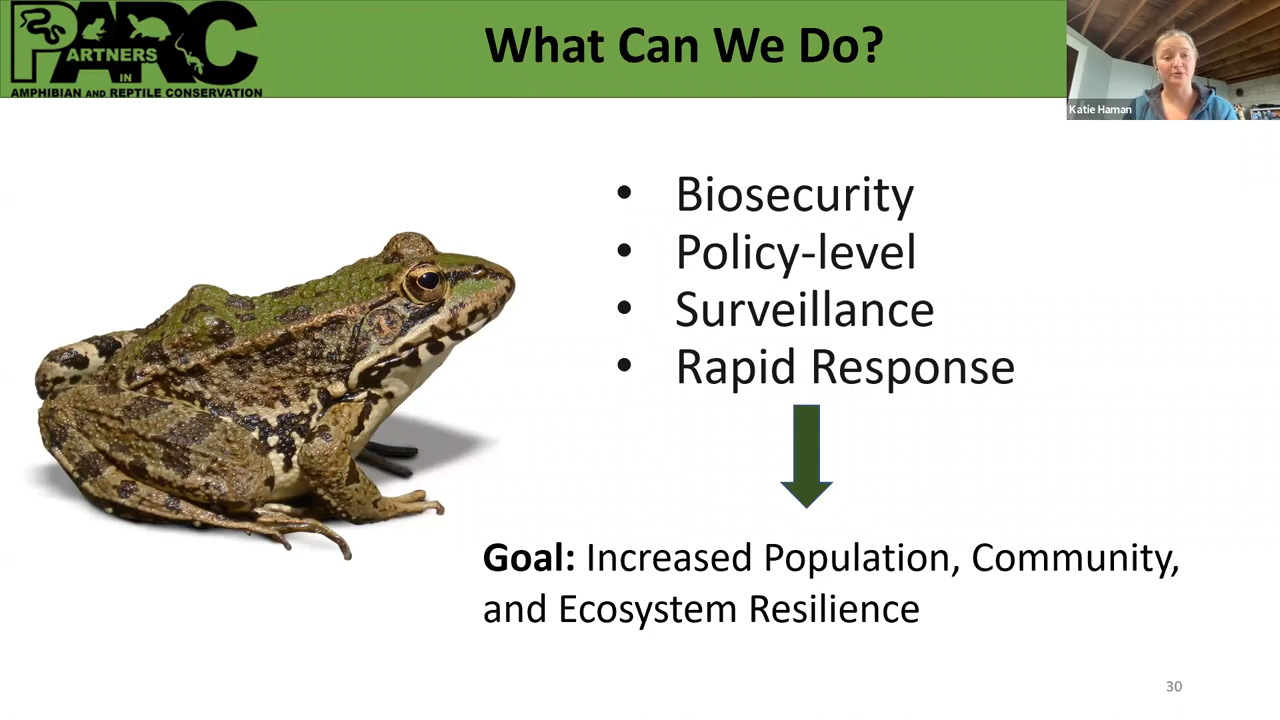 PARC
PARTNERS
IN
AMPHIBIAN AND REPTILE CONSERVATION
What Can We Do?
Katie Haman
• Biosecurity
• Policy-level
• Surveillance
• Rapid Response
Goal: Increased Population, Community,
and Ecosystem Resilience
30